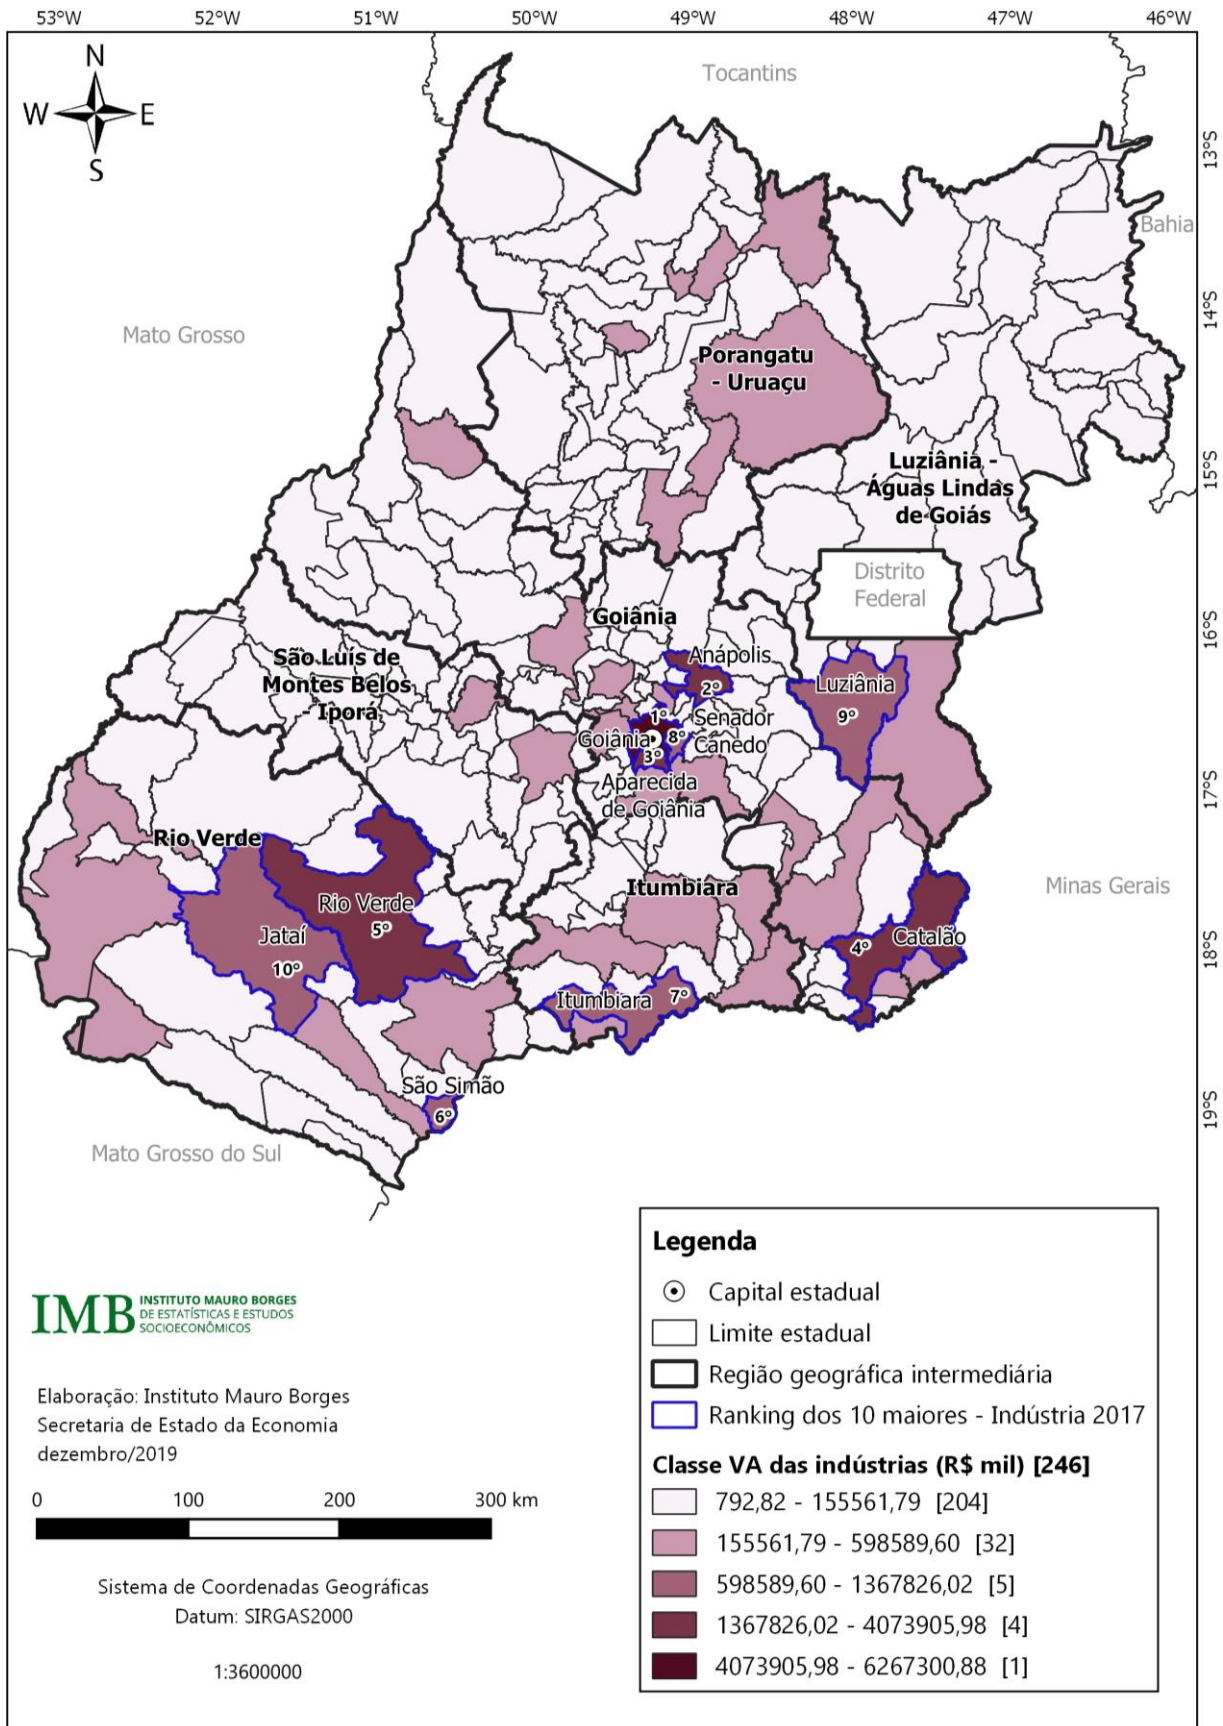 53°W 52°W 51°W 50°W 49°W 48°W 47°W 46°W
N
W E
S
Tocantins
13°S
Bahia
14°S
Mato Grosso
Porangatu
- Uruaçu
15°S
Luziânia -
Águas Lindas
de Goiás
Distrito
Federal
16°S
Goiânia
São Luís de
Montes Belos
- Iporá
Anápolis
2°
Luziânia
9°
1°
Senador
Canedo
8°
Goiânia
3°
Aparecida
de Goiânia
17°S
Rio Verde
Itumbiara
Minas Gerais
Rio Verde
5°
Jataí
10°
Catalão
4°
18°S
Itumbiara
7°
São Simão
6°
19°S
Mato Grosso do Sul
IMB INSTITUTO MAURO BORGES
DE ESTATÍSTICAS E ESTUDOS
SOCIOECONÔMICOS
Elaboração: Instituto Mauro Borges
Secretaria de Estado da Economia
dezembro/2019
0 100 200 300 km
Sistema de Coordenadas Geográficas
Datum: SIRGAS2000
1:3600000
Legenda
Capital estadual
Limite estadual
Região geográfica intermediária
Ranking dos 10 maiores - Indústria 2017
Classe VA das indústrias (R$ mil) [246]
792,82 - 155561,79 [204]
155561,79 - 598589,60 [32]
598589,60 - 1367826,02 [5]
1367826,02 - 4073905,98 [4]
4073905,98 - 6267300,88 [1]